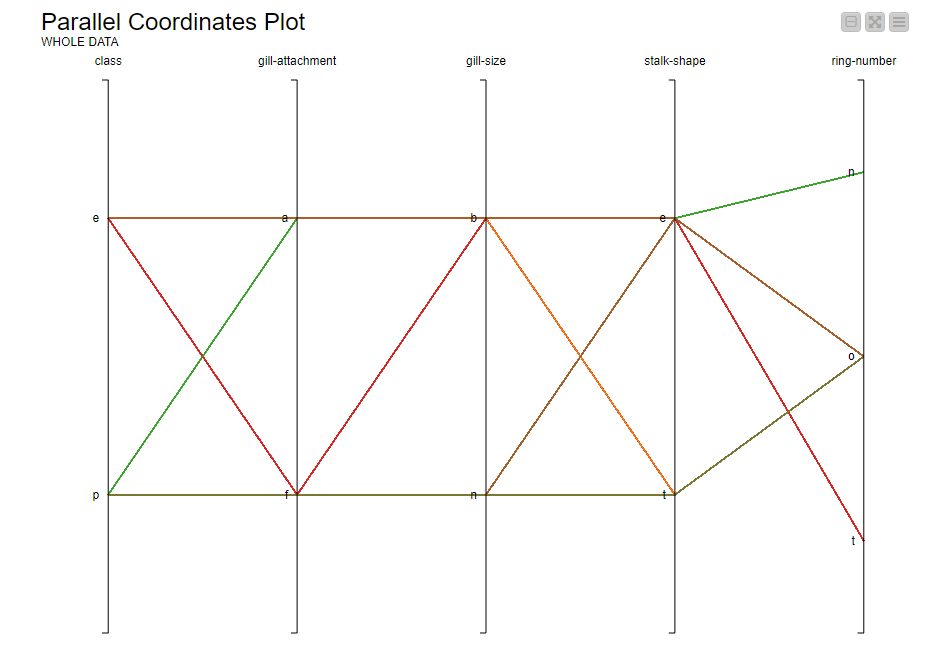 Parallel Coordinates Plot
WHOLE DATA
class gill-attachment gill-size stalk-shape ring-number
n
e a b e
o
p f n t
t